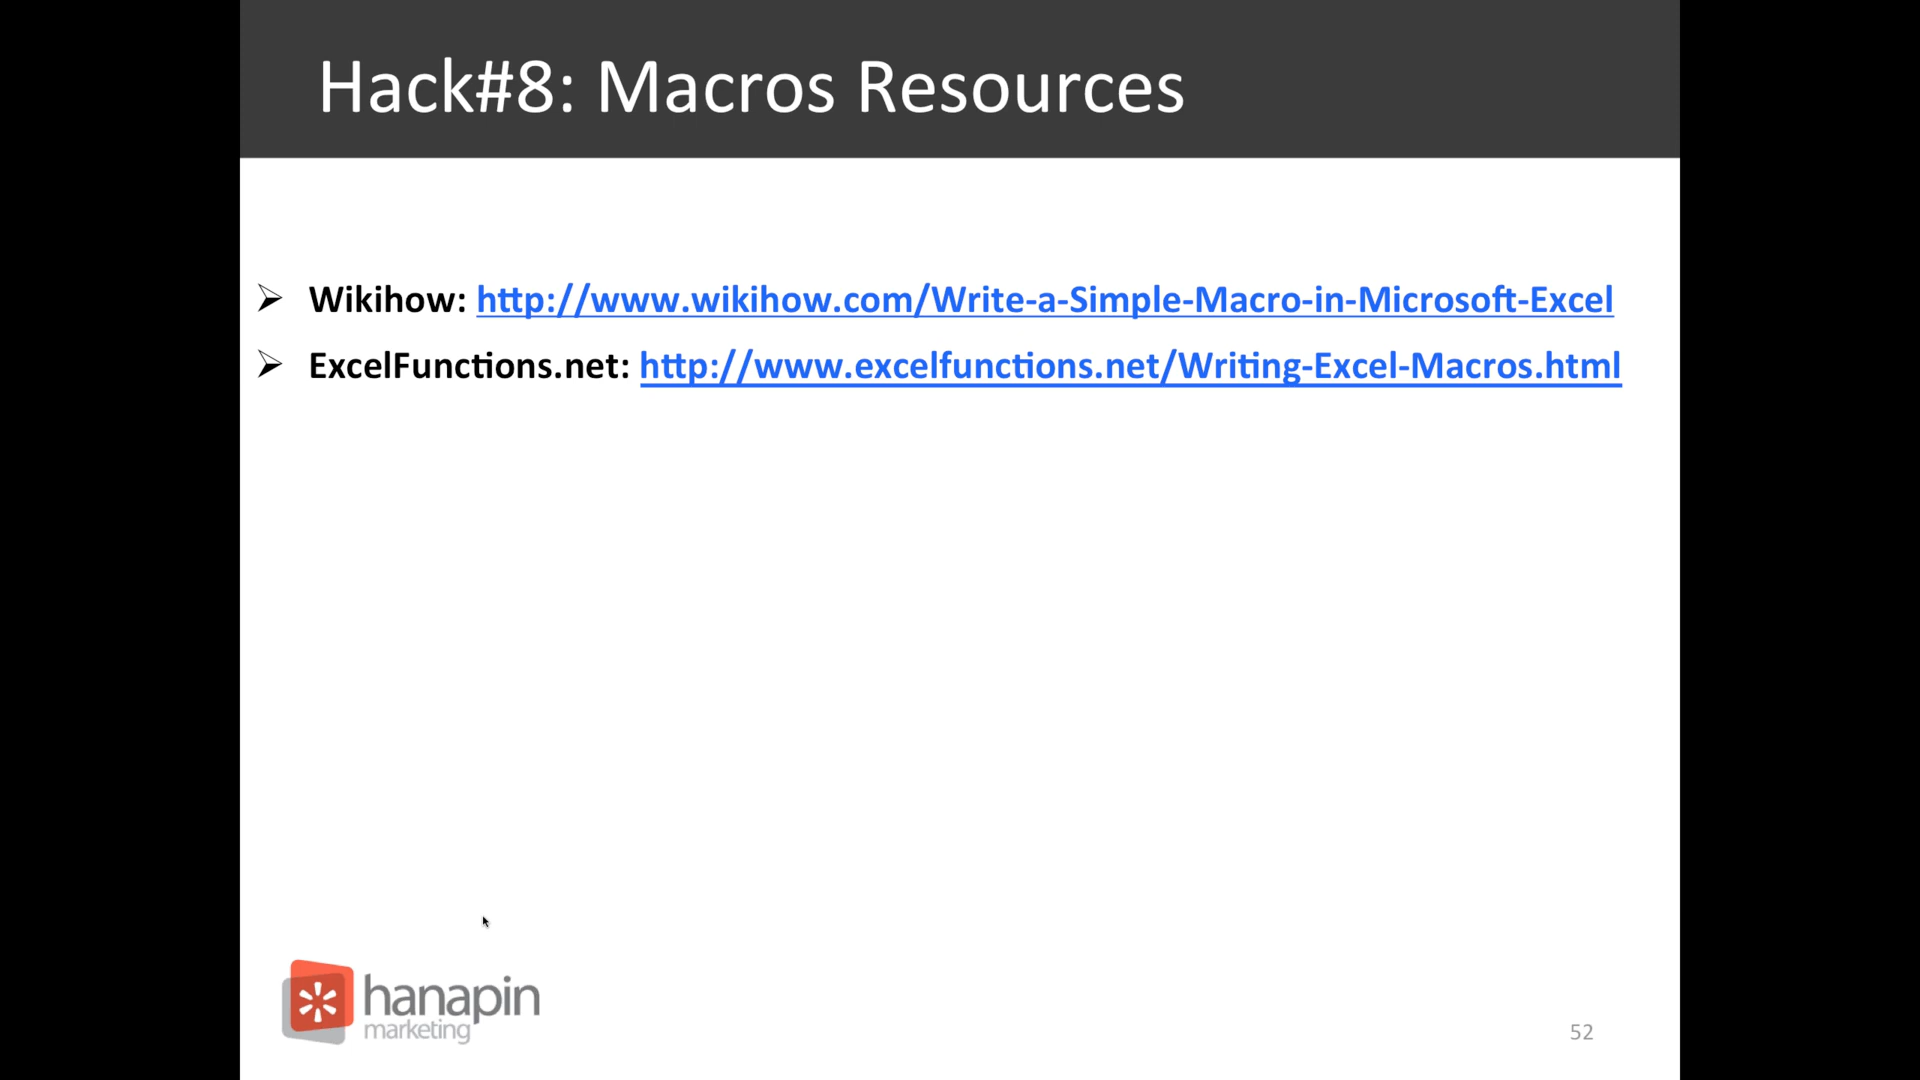 Hack#8: Macros Resources
➢ Wikihow: http://www.wikihow.com/Write-a-Simple-Macro-in-Microsoft-Excel
➢ ExcelFunctions.net: http://www.excelfunctions.net/Writing-Excel-Macros.html
hanapin
marketing
52